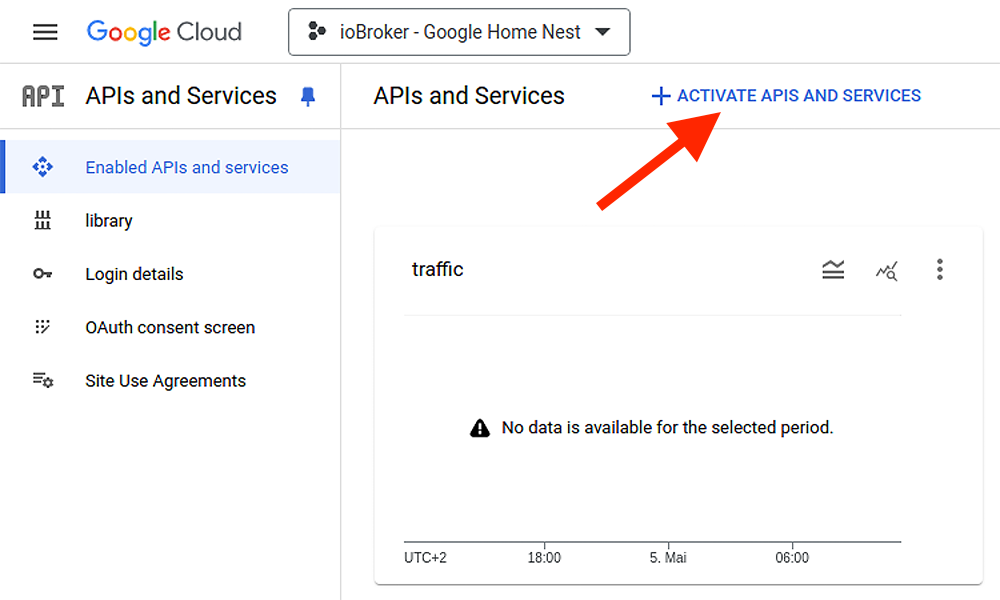 Google Cloud
ioBroker - Google Home Nest
API
APIs and Services
APIs and Services
+ ACTIVATE APIS AND SERVICES
Enabled APIs and services
library
Login details
OAuth consent screen
Site Use Agreements
traffic
No data is available for the selected period.
UTC+2
18:00
5. Mai
06:00